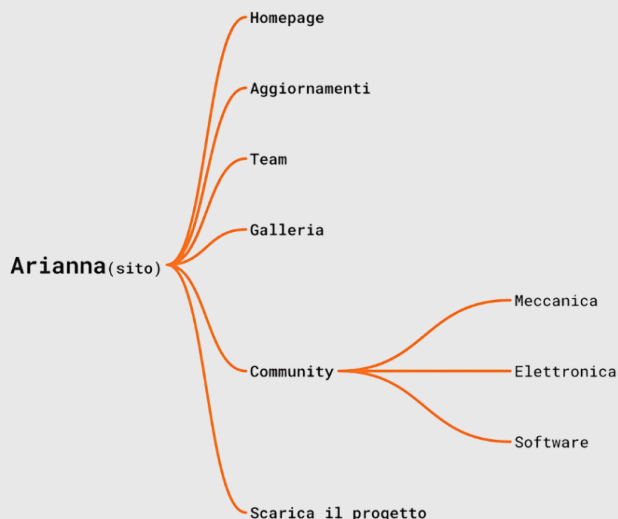 Homepage
Aggiornamenti
Team
Galleria
Arianna(sito)
Meccanica
Community
Elettronica
Software
Scarica il progetto